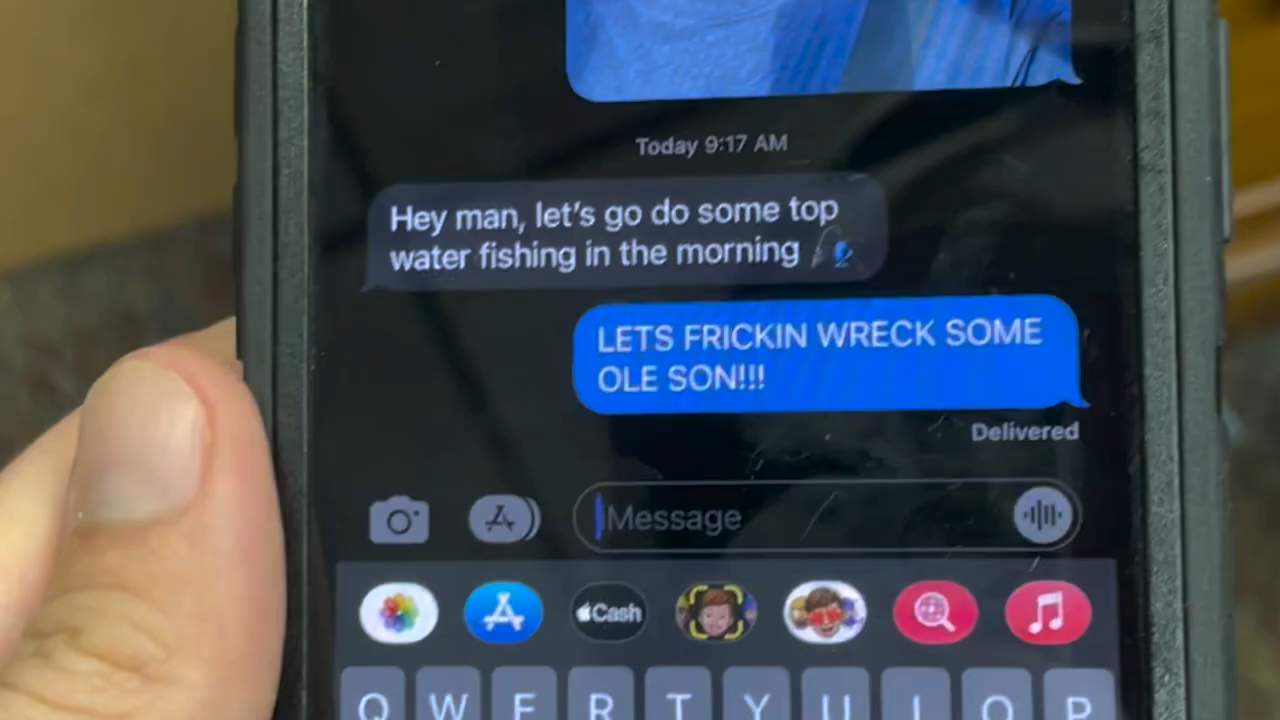 Today 9:17 AM
Hey man, let's go do some top
water fishing in the morning 🎣
LETS FRICKIN WRECK SOME
OLE SON!!!
Delivered
iMessage
Cash
Q W E R T Y U I O P